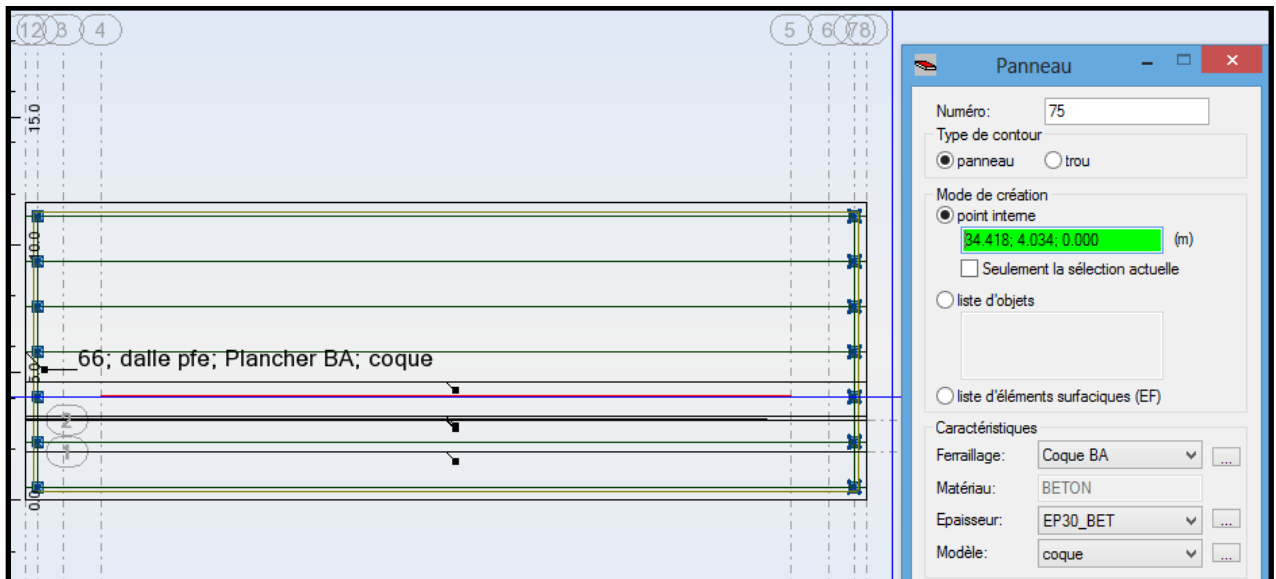 1 2 3 4 5 6 7 8
15.0
10.0
66; dalle pfe; Plancher BA; coque
5.0
2
1
0.0
Panneau
Numéro: 75
Type de contour
panneau trou
Mode de création
point interne
34.418; 4.034; 0.000 (m)
Seulement la sélection actuelle
liste d'objets
liste d'éléments surfaciques (EF)
Caractéristiques
Ferraillage: Coque BA ...
Matériau: BETON
Epaisseur: EP30_BET ...
Modèle: coque ...